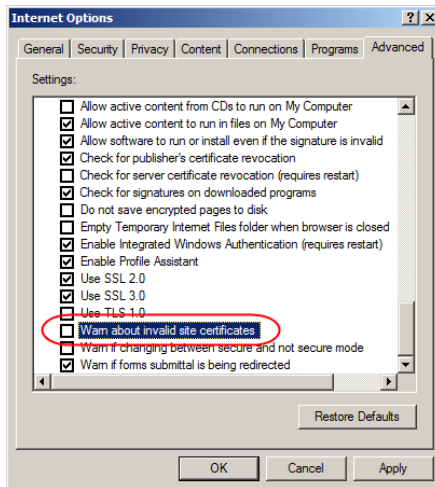 Internet Options
General Security Privacy Content Connections Programs Advanced
Settings:
Allow active content from CDs to run on My Computer
Allow active content to run in files on My Computer
Allow software to run or install even if the signature is invalid
Check for publisher's certificate revocation
Check for server certificate revocation (requires restart)
Check for signatures on downloaded programs
Do not save encrypted pages to disk
Empty Temporary Internet Files folder when browser is closed
Enable Integrated Windows Authentication (requires restart)
Enable Profile Assistant
Use SSL 2.0
Use SSL 3.0
Use TLS 1.0
Warn about invalid site certificates
Warn if changing between secure and not secure mode
Warn if forms submittal is being redirected
Restore Defaults
OK Cancel Apply